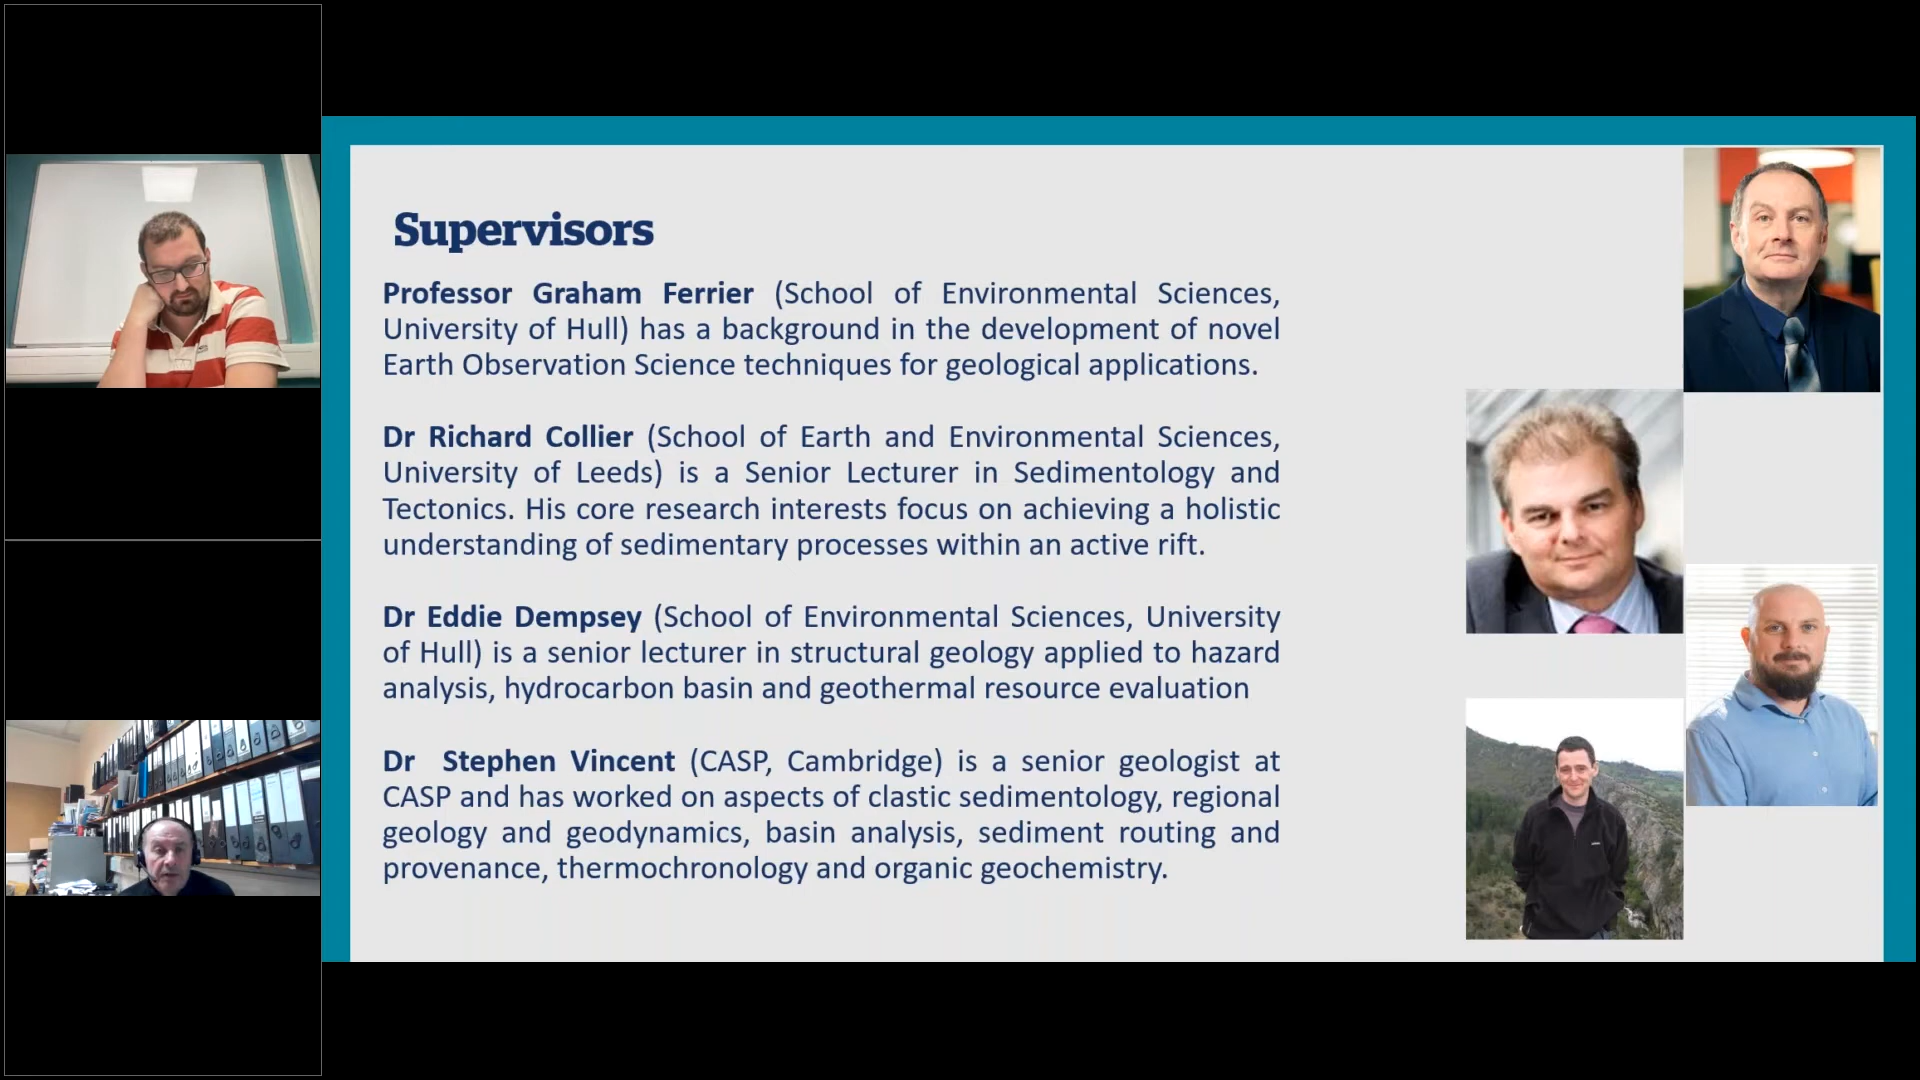 Supervisors
Professor Graham Ferrier (School of Environmental Sciences,
University of Hull) has a background in the development of novel
Earth Observation Science techniques for geological applications.
Dr Richard Collier (School of Earth and Environmental Sciences,
University of Leeds) is a Senior Lecturer in Sedimentology and
Tectonics. His core research interests focus on achieving a holistic
understanding of sedimentary processes within an active rift.
Dr Eddie Dempsey (School of Environmental Sciences, University
of Hull) is a senior lecturer in structural geology applied to hazard
analysis, hydrocarbon basin and geothermal resource evaluation
Dr Stephen Vincent (CASP, Cambridge) is a senior geologist at
CASP and has worked on aspects of clastic sedimentology, regional
geology and geodynamics, basin analysis, sediment routing and
provenance, thermochronology and organic geochemistry.